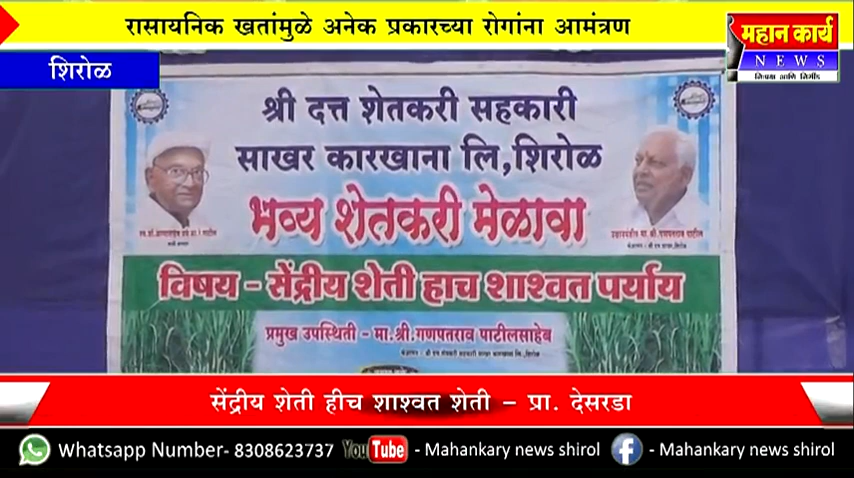 रासायनिक खतांमुळे अनेक प्रकारच्या रोगांना आमंत्रण
महान कार्य
NEWS
शिरोळ
श्री दत्त शेतकरी सहकारी
साखर कारखाना लि,शिरोळ
भव्य शेतकरी मेळावा
विषय - सेंद्रीय शेती हाच शाश्वत पर्याय
प्रमुख उपस्थिती - मा.श्री.गणपतराव पाटीलसाहेब
सेंद्रीय शेती हीच शाश्वत शेती - प्रा. देसरडा
Whatsapp Number- 8308623737 YouTube - Mahankary news shirol f - Mahankary news shirol